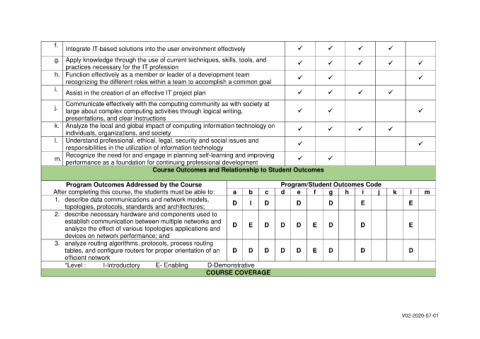 f. Integrate IT-based solutions into the user environment effectively ✓ ✓ ✓ ✓
g. Apply knowledge through the use of current techniques, skills, tools, and
practices necessary for the IT profession ✓ ✓ ✓ ✓ ✓
h. Function effectively as a member or leader of a development team
recognizing the different roles within a team to accomplish a common goal ✓ ✓ ✓
i. Assist in the creation of an effective IT project plan ✓ ✓ ✓ ✓
j. Communicate effectively with the computing community as with society at
large about complex computing activities through logical writing,
presentations, and clear instructions ✓ ✓ ✓
k. Analyze the local and global impact of computing information technology on
individuals, organizations, and society ✓ ✓ ✓ ✓
l. Understand professional, ethical, legal, security and social issues and
responsibilities in the utilization of information technology ✓ ✓
m. Recognize the need for and engage in planning self-learning and improving
performance as a foundation for continuing professional development ✓ ✓
Course Outcomes and Relationship to Student Outcomes
Program Outcomes Addressed by the Course Program/Student Outcomes Code
After completing this course, the students must be able to: a b c d e f g h i j k l m
1. describe data communications and network models,
topologies, protocols, standards and architectures; D I D D D E E
2. describe necessary hardware and components used to
establish communication between multiple networks and
analyze the effect of various topologies applications and
devices on network performance; and D E D D D E D D E
3. analyze routing algorithms, protocols, process routing
tables, and configure routers for proper orientation of an
efficient network D D D D D E D D D
*Level : I-Introductory E- Enabling D-Demonstrative
COURSE COVERAGE
V02-2020-07-01